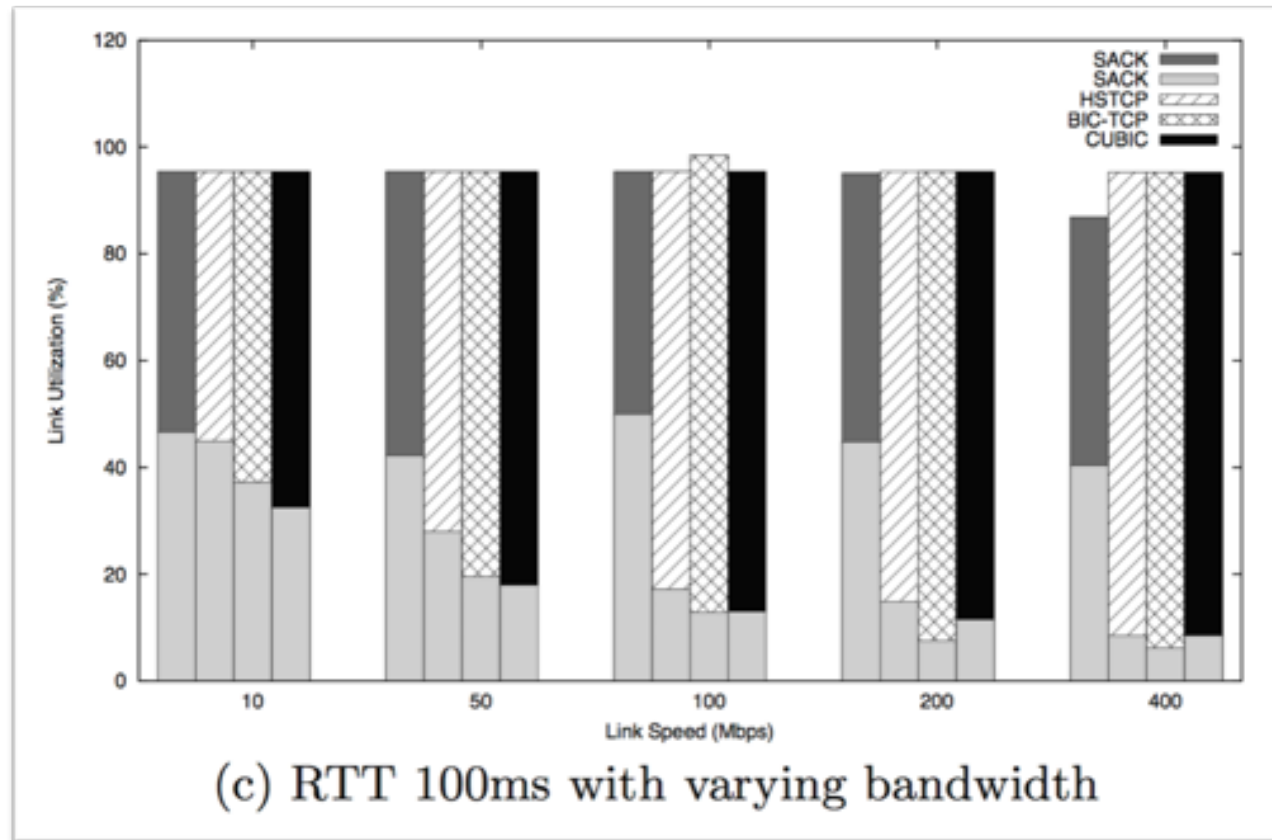 120
100
80
60
40
20
0
Link Utilization (%)
SACK
SACK
HSTCP
BIC-TCP
CUBIC
10 50 100 200 400
Link Speed (Mbps)
(c) RTT 100ms with varying bandwidth